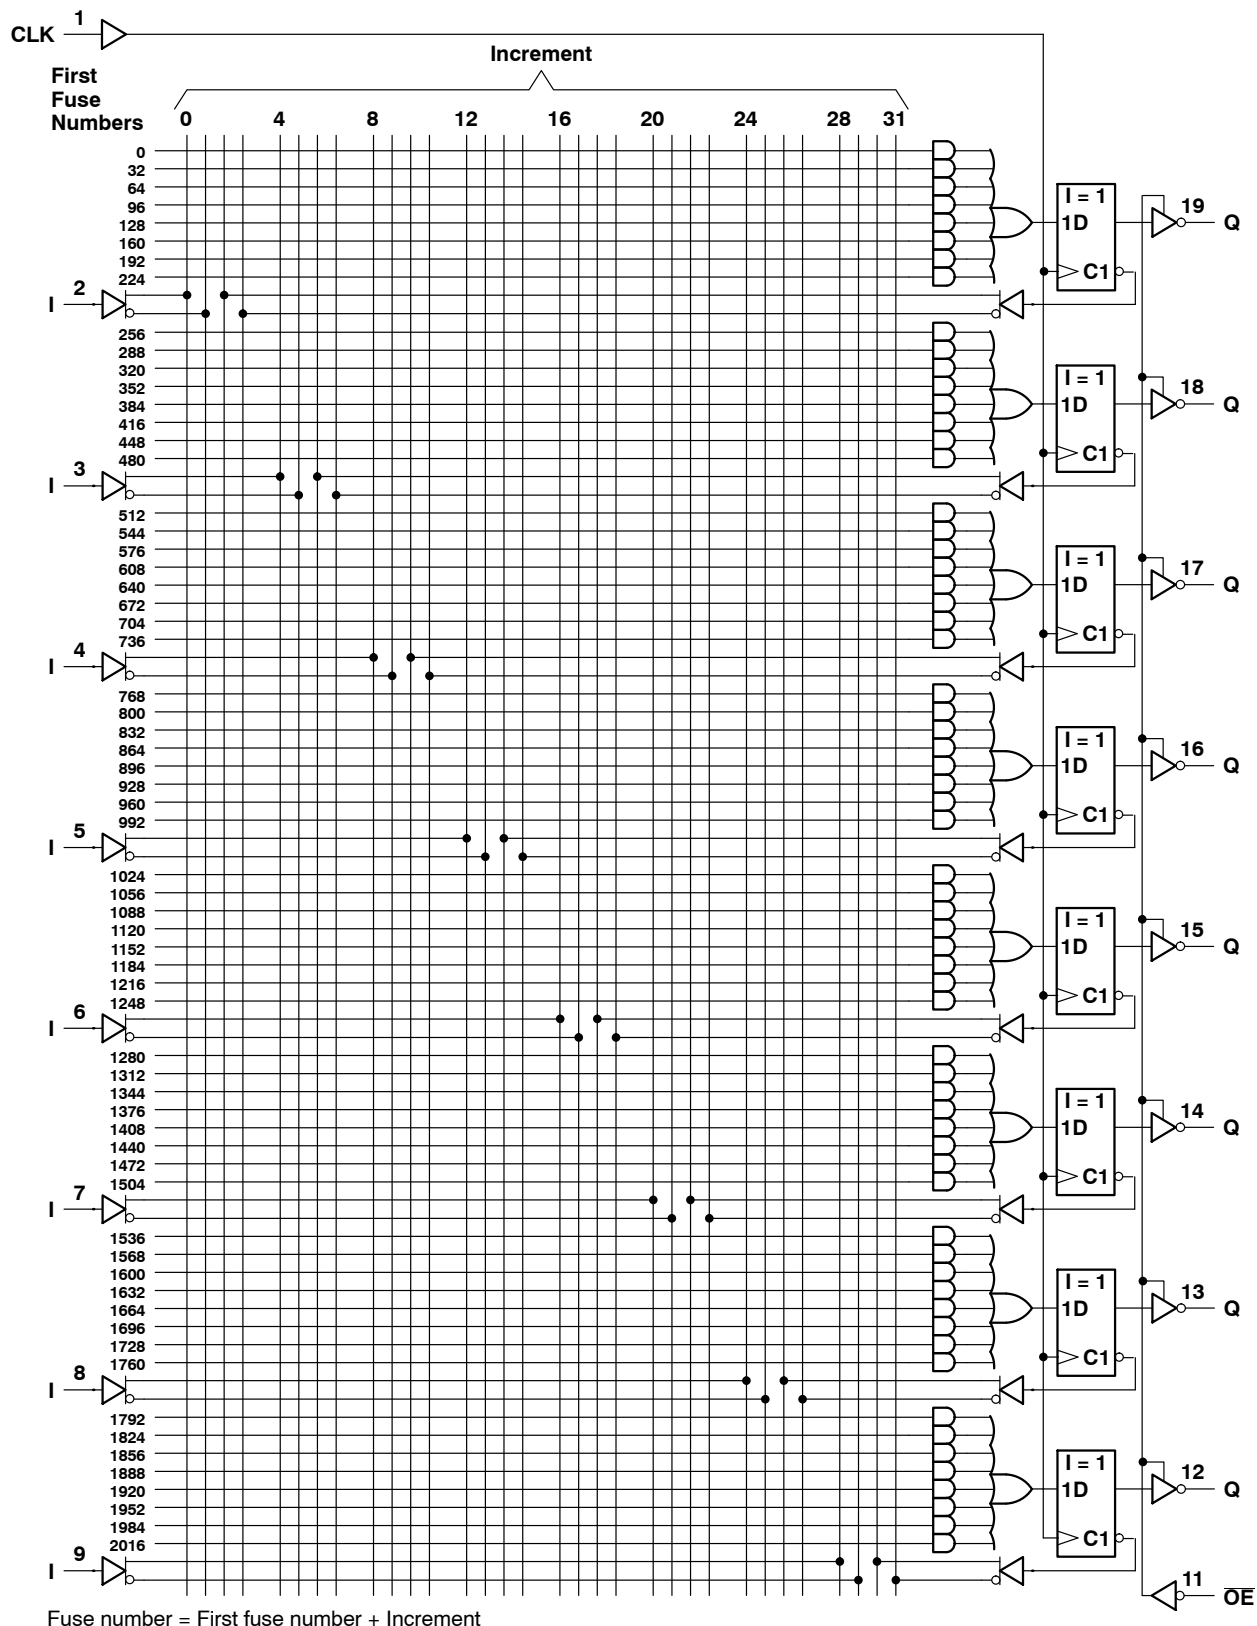 1
CLK
Increment
First
Fuse
Numbers
0 4 8 12 16 20 24 28 31
0
32
64
96
128
160
192
224
I = 1
1D
C1
19
Q
2
I
256
288
320
352
384
416
448
480
I = 1
1D
C1
18
Q
3
I
512
544
576
608
640
672
704
736
I = 1
1D
C1
17
Q
4
I
768
800
832
864
896
928
960
992
I = 1
1D
C1
16
Q
5
I
1024
1056
1088
1120
1152
1184
1216
1248
I = 1
1D
C1
15
Q
6
I
1280
1312
1344
1376
1408
1440
1472
1504
I = 1
1D
C1
14
Q
7
I
1536
1568
1600
1632
1664
1696
1728
1760
I = 1
1D
C1
13
Q
8
I
1792
1824
1856
1888
1920
1952
1984
2016
I = 1
1D
C1
12
Q
9
I
11
OE
Fuse number = First fuse number + Increment